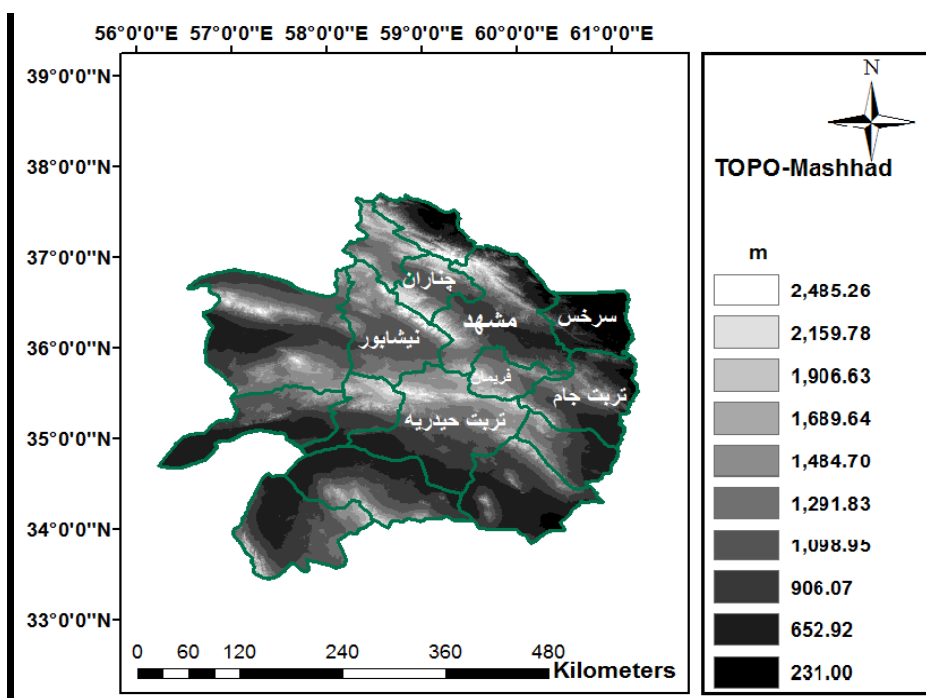 56°0'0"E 57°0'0"E 58°0'0"E 59°0'0"E 60°0'0"E 61°0'0"E
39°0'0"N
38°0'0"N
37°0'0"N
36°0'0"N
35°0'0"N
34°0'0"N
33°0'0"N
چناران
مشهد
سرخس
نیشابور
فریمان
تربت جام
تربت حیدریه
0 60 120 240 360 480
Kilometers
N
TOPO-Mashhad
m
2,485.26
2,159.78
1,906.63
1,689.64
1,484.70
1,291.83
1,098.95
906.07
652.92
231.00